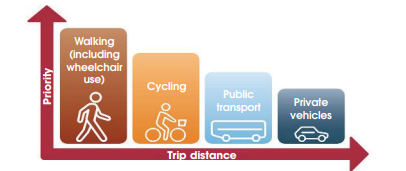 Priority
Walking
(including
wheelchair
use)
Cycling
Public
transport
Private
vehicles
Trip distance